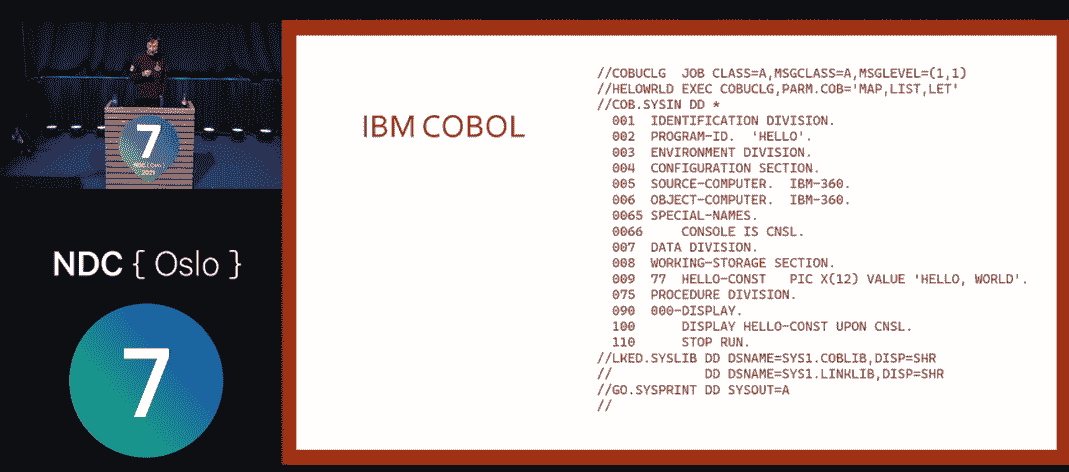 7
NDC { Oslo }
7
IBM COBOL
//COBUCLG  JOB CLASS=A,MSGCLASS=A,MSGLEVEL=(1,1)
//HELOWRLD EXEC COBUCLG,PARM.COB='MAP,LIST,LET'
//COB.SYSIN DD *
  001  IDENTIFICATION DIVISION.
  002  PROGRAM-ID.  'HELLO'.
  003  ENVIRONMENT DIVISION.
  004  CONFIGURATION SECTION.
  005  SOURCE-COMPUTER.  IBM-360.
  006  OBJECT-COMPUTER.  IBM-360.
  0065 SPECIAL-NAMES.
  0066     CONSOLE IS CNSL.
  007  DATA DIVISION.
  008  WORKING-STORAGE SECTION.
  009  77  HELLO-CONST   PIC X(12) VALUE 'HELLO, WORLD'.
  075  PROCEDURE DIVISION.
  090  000-DISPLAY.
  100      DISPLAY HELLO-CONST UPON CNSL.
  110      STOP RUN.
//LKED.SYSLIB DD DSNAME=SYS1.COBLIB,DISP=SHR
//            DD DSNAME=SYS1.LINKLIB,DISP=SHR
//GO.SYSPRINT DD SYSOUT=A
//